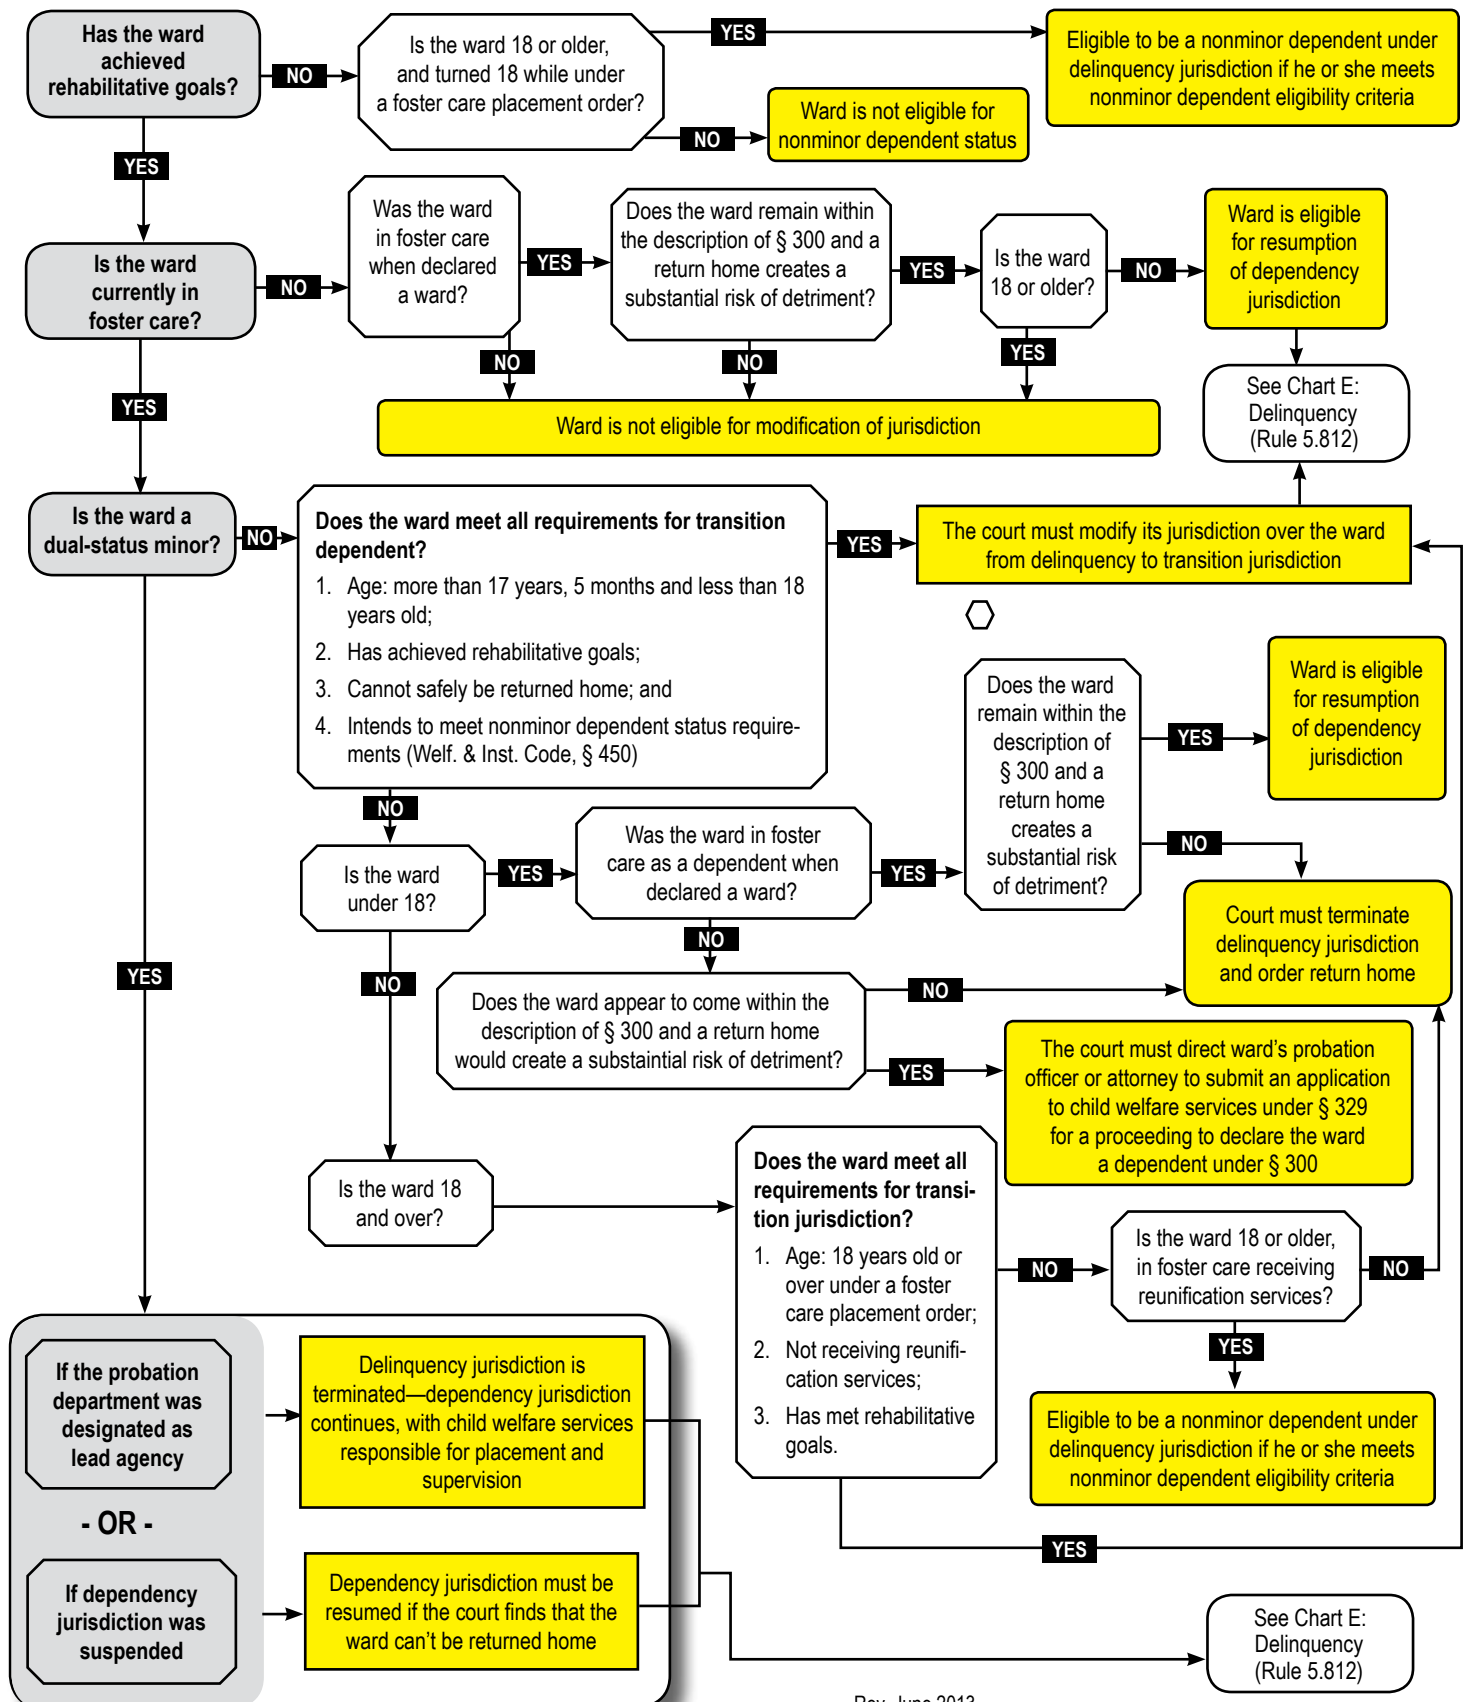 Has the ward
achieved
rehabilitative goals?
NO
Is the ward 18 or older,
and turned 18 while under
a foster care placement order?
YES
Eligible to be a nonminor dependent under
delinquency jurisdiction if he or she meets
nonminor dependent eligibility criteria
NO
Ward is not eligible for
nonminor dependent status
YES
Is the ward
currently in
foster care?
NO
Was the ward
in foster care
when declared
a ward?
YES
Does the ward remain within
the description of § 300 and a
return home creates a
substantial risk of detriment?
YES
Is the ward
18 or older?
NO
Ward is eligible
for resumption
of dependency
jurisdiction
NO
NO
YES
Ward is not eligible for modification of jurisdiction
See Chart E:
Delinquency
(Rule 5.812)
YES
Is the ward a
dual-status minor?
NO
Does the ward meet all requirements for transition
dependent?
1. Age: more than 17 years, 5 months and less than 18
years old;
2. Has achieved rehabilitative goals;
3. Cannot safely be returned home; and
4. Intends to meet nonminor dependent status require-
ments (Welf. & Inst. Code, § 450)
YES
The court must modify its jurisdiction over the ward
from delinquency to transition jurisdiction
NO
Is the ward
under 18?
YES
Was the ward in foster
care as a dependent when
declared a ward?
YES
Does the ward
remain within the
description of
§ 300 and a
return home
creates a
substantial risk
of detriment?
YES
Ward is eligible
for resumption
of dependency
jurisdiction
NO
Court must terminate
delinquency jurisdiction
and order return home
NO
Does the ward appear to come within the
description of § 300 and a return home
would create a substaintial risk of detriment?
NO
YES
The court must direct ward's probation
officer or attorney to submit an application
to child welfare services under § 329
for a proceeding to declare the ward
a dependent under § 300
NO
Is the ward 18
and over?
Does the ward meet all
requirements for transi-
tion jurisdiction?
1. Age: 18 years old or
over under a foster
care placement order;
2. Not receiving reunifi-
cation services;
3. Has met rehabilitative
goals.
NO
Is the ward 18 or older,
in foster care receiving
reunification services?
NO
YES
Eligible to be a nonminor dependent under
delinquency jurisdiction if he or she meets
nonminor dependent eligibility criteria
YES
YES
If the probation
department was
designated as
lead agency
Delinquency jurisdiction is
terminated—dependency jurisdiction
continues, with child welfare services
responsible for placement and
supervision
- OR -
If dependency
jurisdiction was
suspended
Dependency jurisdiction must be
resumed if the court finds that the
ward can't be returned home
See Chart E:
Delinquency
(Rule 5.812)
Rev. June 2013